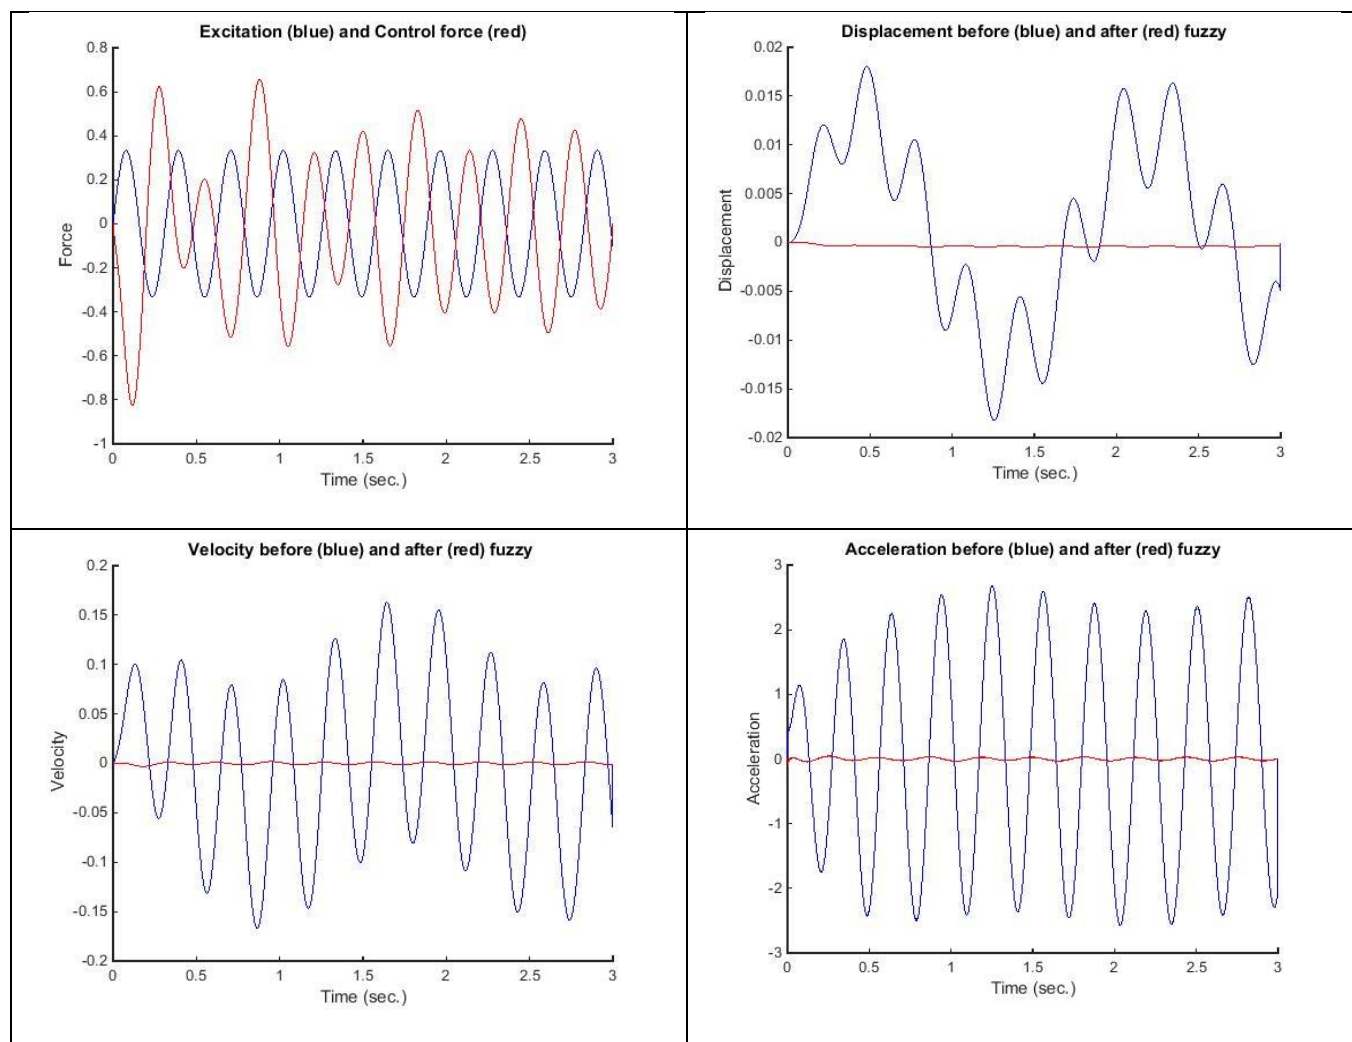 Excitation (blue) and Control force (red)
0.8
0.6
0.4
0.2
0
-0.2
-0.4
-0.6
-0.8
-1
Force
0 0.5 1 1.5 2 2.5 3
Time (sec.)
Displacement before (blue) and after (red) fuzzy
0.02
0.015
0.01
0.005
0
-0.005
-0.01
-0.015
-0.02
Displacement
0 0.5 1 1.5 2 2.5 3
Time (sec.)
Velocity before (blue) and after (red) fuzzy
0.2
0.15
0.1
0.05
0
-0.05
-0.1
-0.15
-0.2
Velocity
0 0.5 1 1.5 2 2.5 3
Time (sec.)
Acceleration before (blue) and after (red) fuzzy
3
2
1
0
-1
-2
-3
Acceleration
0 0.5 1 1.5 2 2.5 3
Time (sec.)